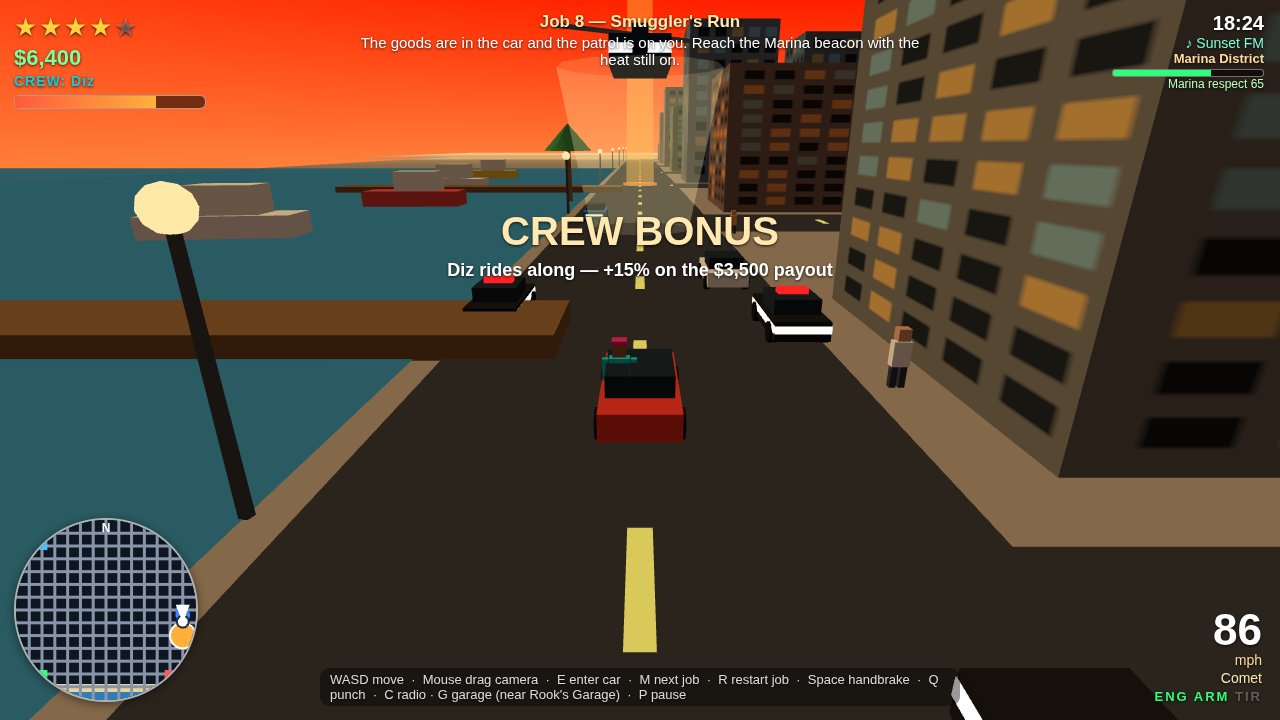 ★★★★★
$6,400
CREW: Diz
Job 8 — Smuggler's Run
The goods are in the car and the patrol is on you. Reach the Marina beacon with the
heat still on.
18:24
♪ Sunset FM
Marina District
Marina respect 65
CREW BONUS
Diz rides along — +15% on the $3,500 payout
N
WASD move · Mouse drag camera · E enter car · M next job · R restart job · Space handbrake · Q
punch · C radio · G garage (near Rook's Garage) · P pause
86
mph
Comet
ENG ARM TIR